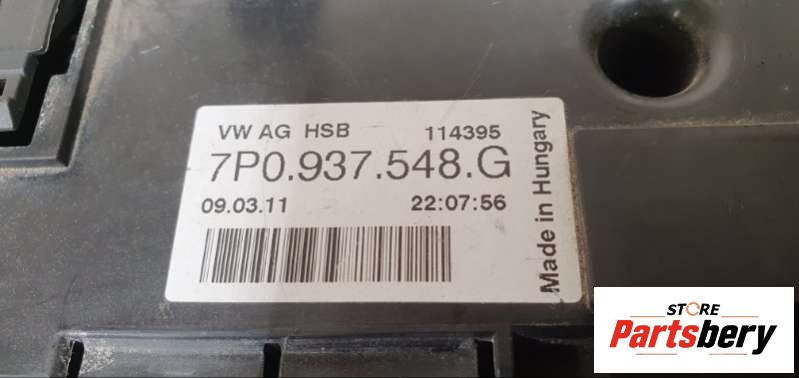 VW AG HSB 114395
7P0.937.548.G
09.03.11 22:07:56
Made in Hungary
STORE
Partsbery